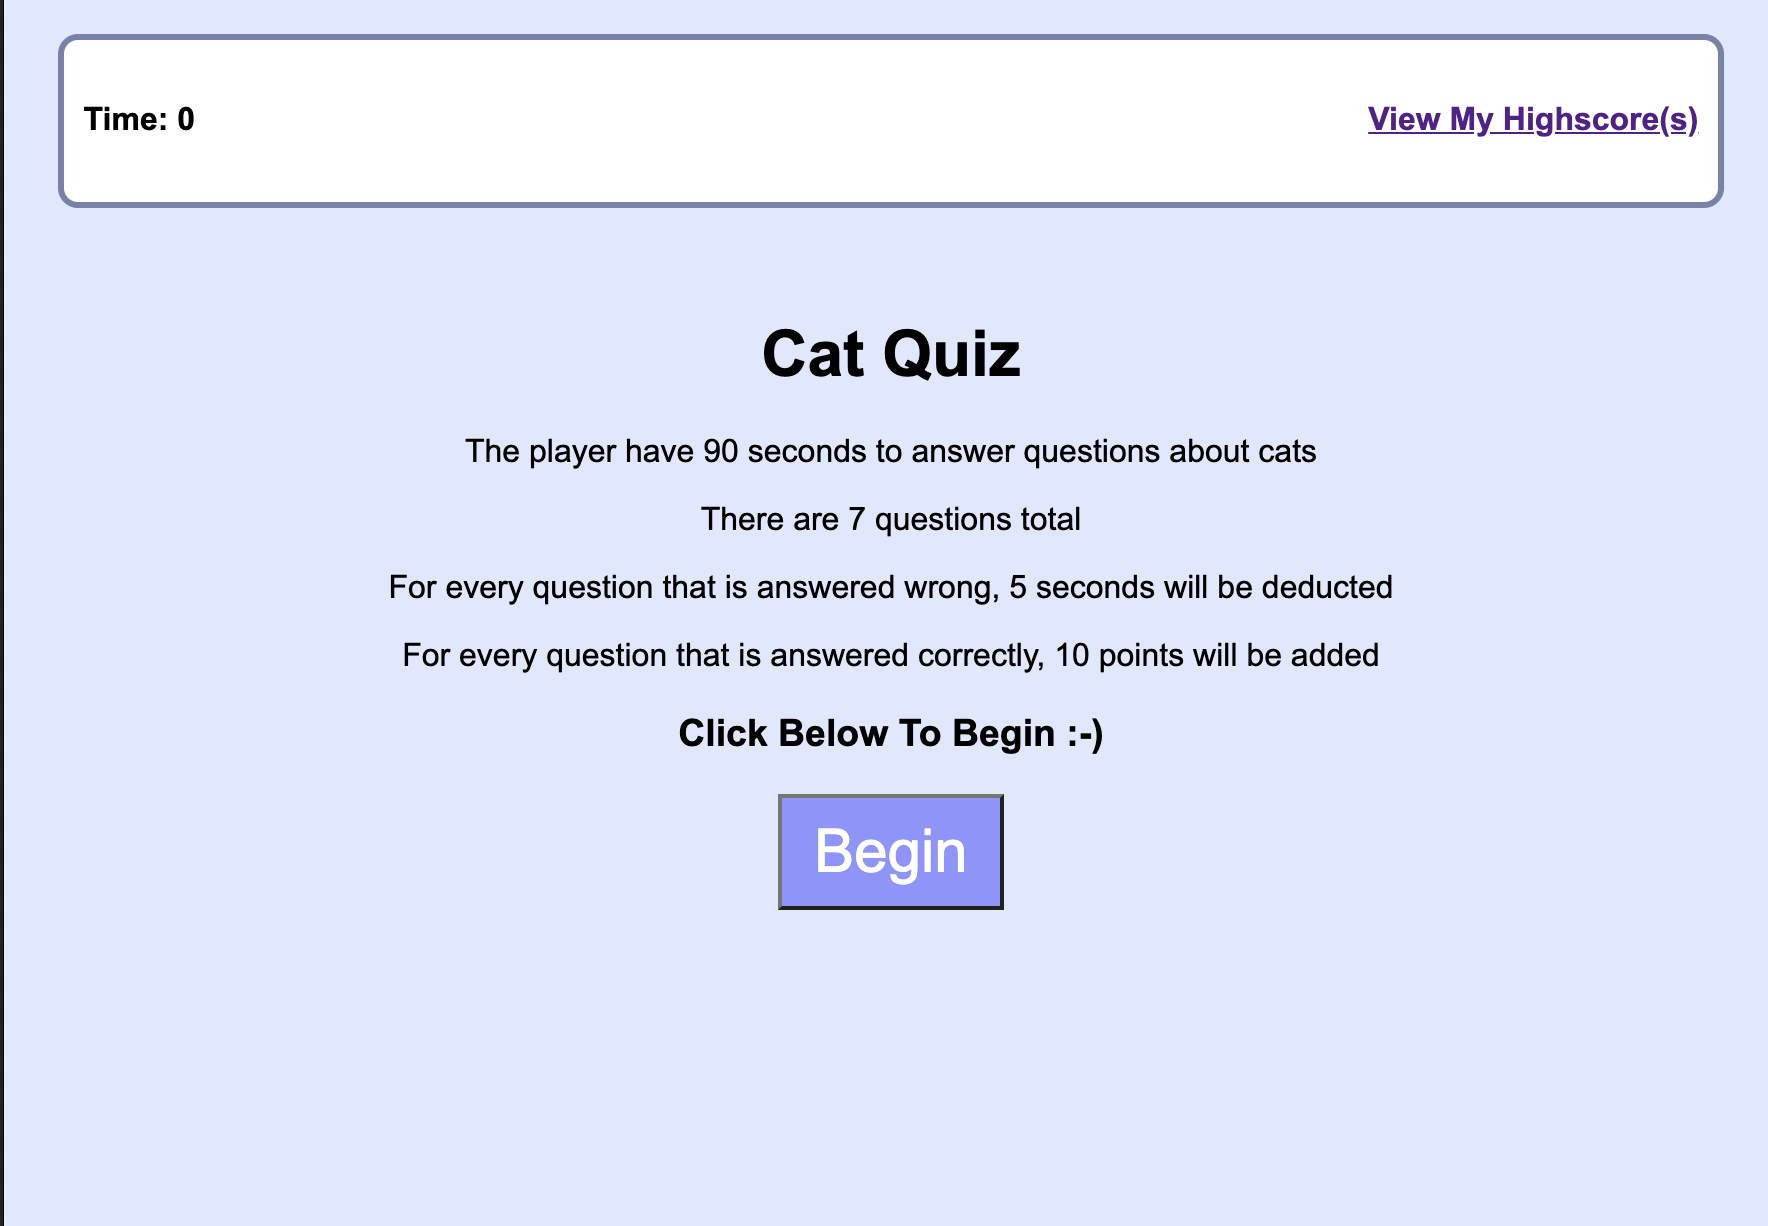 Time: 0
View My Highscore(s)
Cat Quiz
The player have 90 seconds to answer questions about cats
There are 7 questions total
For every question that is answered wrong, 5 seconds will be deducted
For every question that is answered correctly, 10 points will be added
Click Below To Begin :-)
Begin